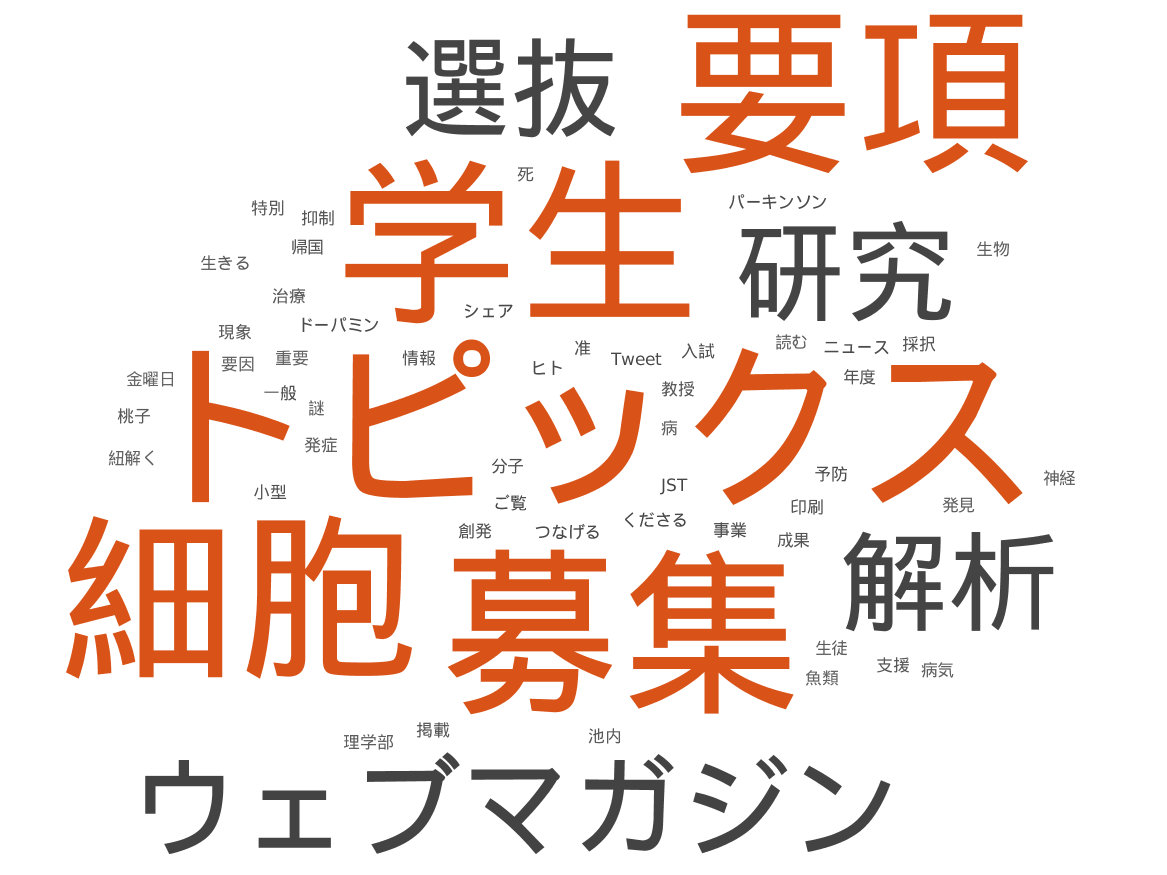 要項
選抜
学生
死
特別
抑制
パーキンソン
帰国
研究
生物
生きる
治療
シェア
ドーパミン
現象
読む
ニュース
採択
准
入試
情報
重要
要因
Tweet
ヒト
トピックス
金曜日
年度
教授
一般
謎
桃子
病
発症
紐解く
分子
予防
神経
JST
小型
ご覧
印刷
発見
くださる
創発
つなげる
事業
成果
細胞
募集
解析
生徒
支援
病気
魚類
掲載
理学部
池内
ウェブマガジン